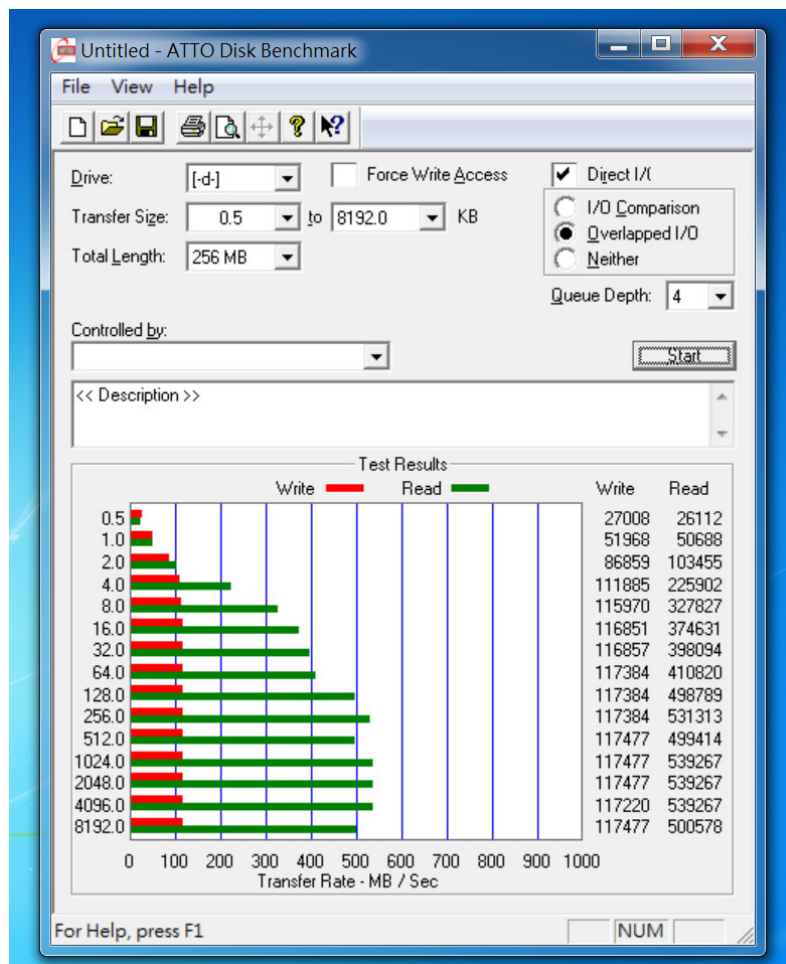 Untitled - ATTO Disk Benchmark
File View Help
Drive: [-d-] Force Write Access Direct I/(
Transfer Size: 0.5 to 8192.0 KB I/O Comparison
Overlapped I/O
Total Length: 256 MB Neither
Queue Depth: 4
Controlled by:
Start
<< Description >>
Test Results
Write Read Write Read
0.5 27008 26112
1.0 51968 50688
2.0 86859 103455
4.0 111885 225902
8.0 115970 327827
16.0 116851 374631
32.0 116857 398094
64.0 117384 410820
128.0 117384 498789
256.0 117384 531313
512.0 117477 499414
1024.0 117477 539267
2048.0 117477 539267
4096.0 117220 539267
8192.0 117477 500578
0 100 200 300 400 500 600 700 800 900 1000
Transfer Rate - MB / Sec
For Help, press F1 NUM